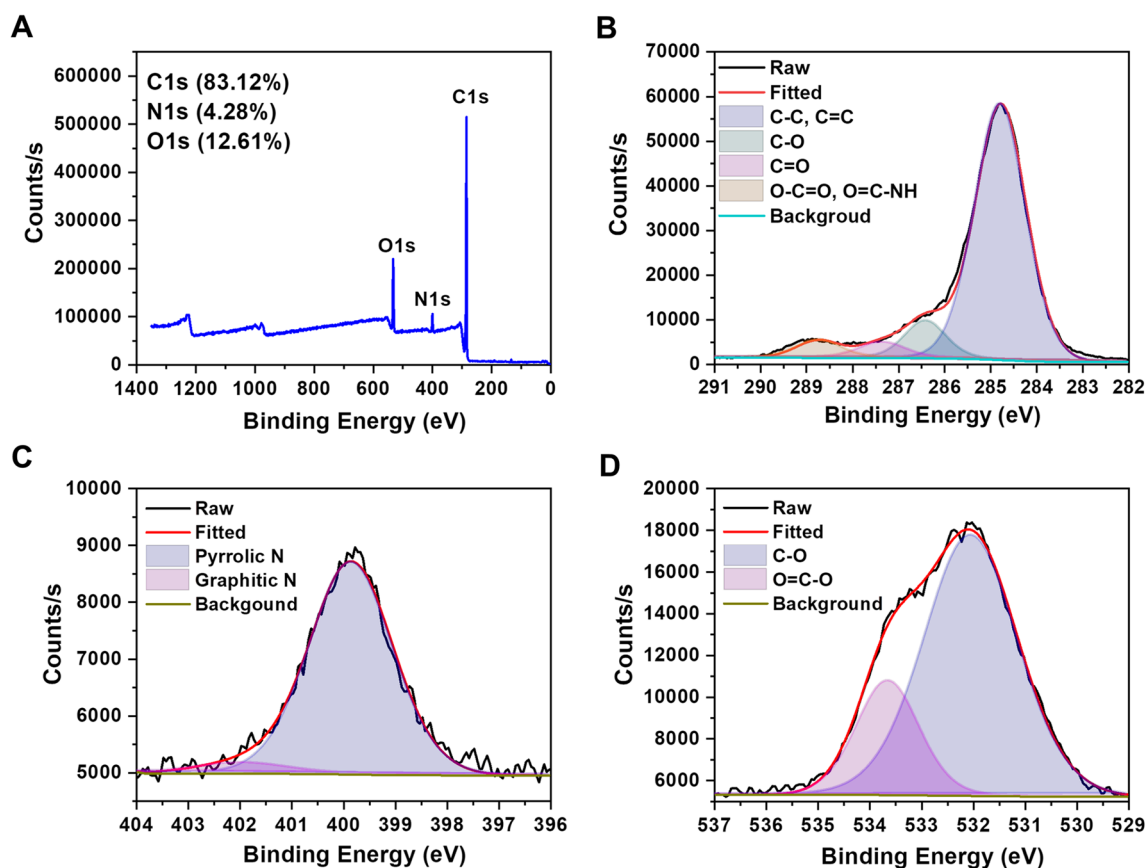 A
C1s (83.12%)
N1s (4.28%)
O1s (12.61%)
C1s
O1s
N1s
600000
500000
400000
300000
200000
100000
0
1400 1200 1000 800 600 400 200 0
Counts/s
Binding Energy (eV)
B
Raw
Fitted
C-C, C=C
C-O
C=O
O-C=O, O=C-NH
Backgroud
70000
60000
50000
40000
30000
20000
10000
0
291 290 289 288 287 286 285 284 283 282
Counts/s
Binding Energy (eV)
C
Raw
Fitted
Pyrrolic N
Graphitic N
Backgound
10000
9000
8000
7000
6000
5000
404 403 402 401 400 399 398 397 396
Counts/s
Binding Energy (eV)
D
Raw
Fitted
C-O
O=C-O
Background
20000
18000
16000
14000
12000
10000
8000
6000
537 536 535 534 533 532 531 530 529
Counts/s
Binding Energy (eV)